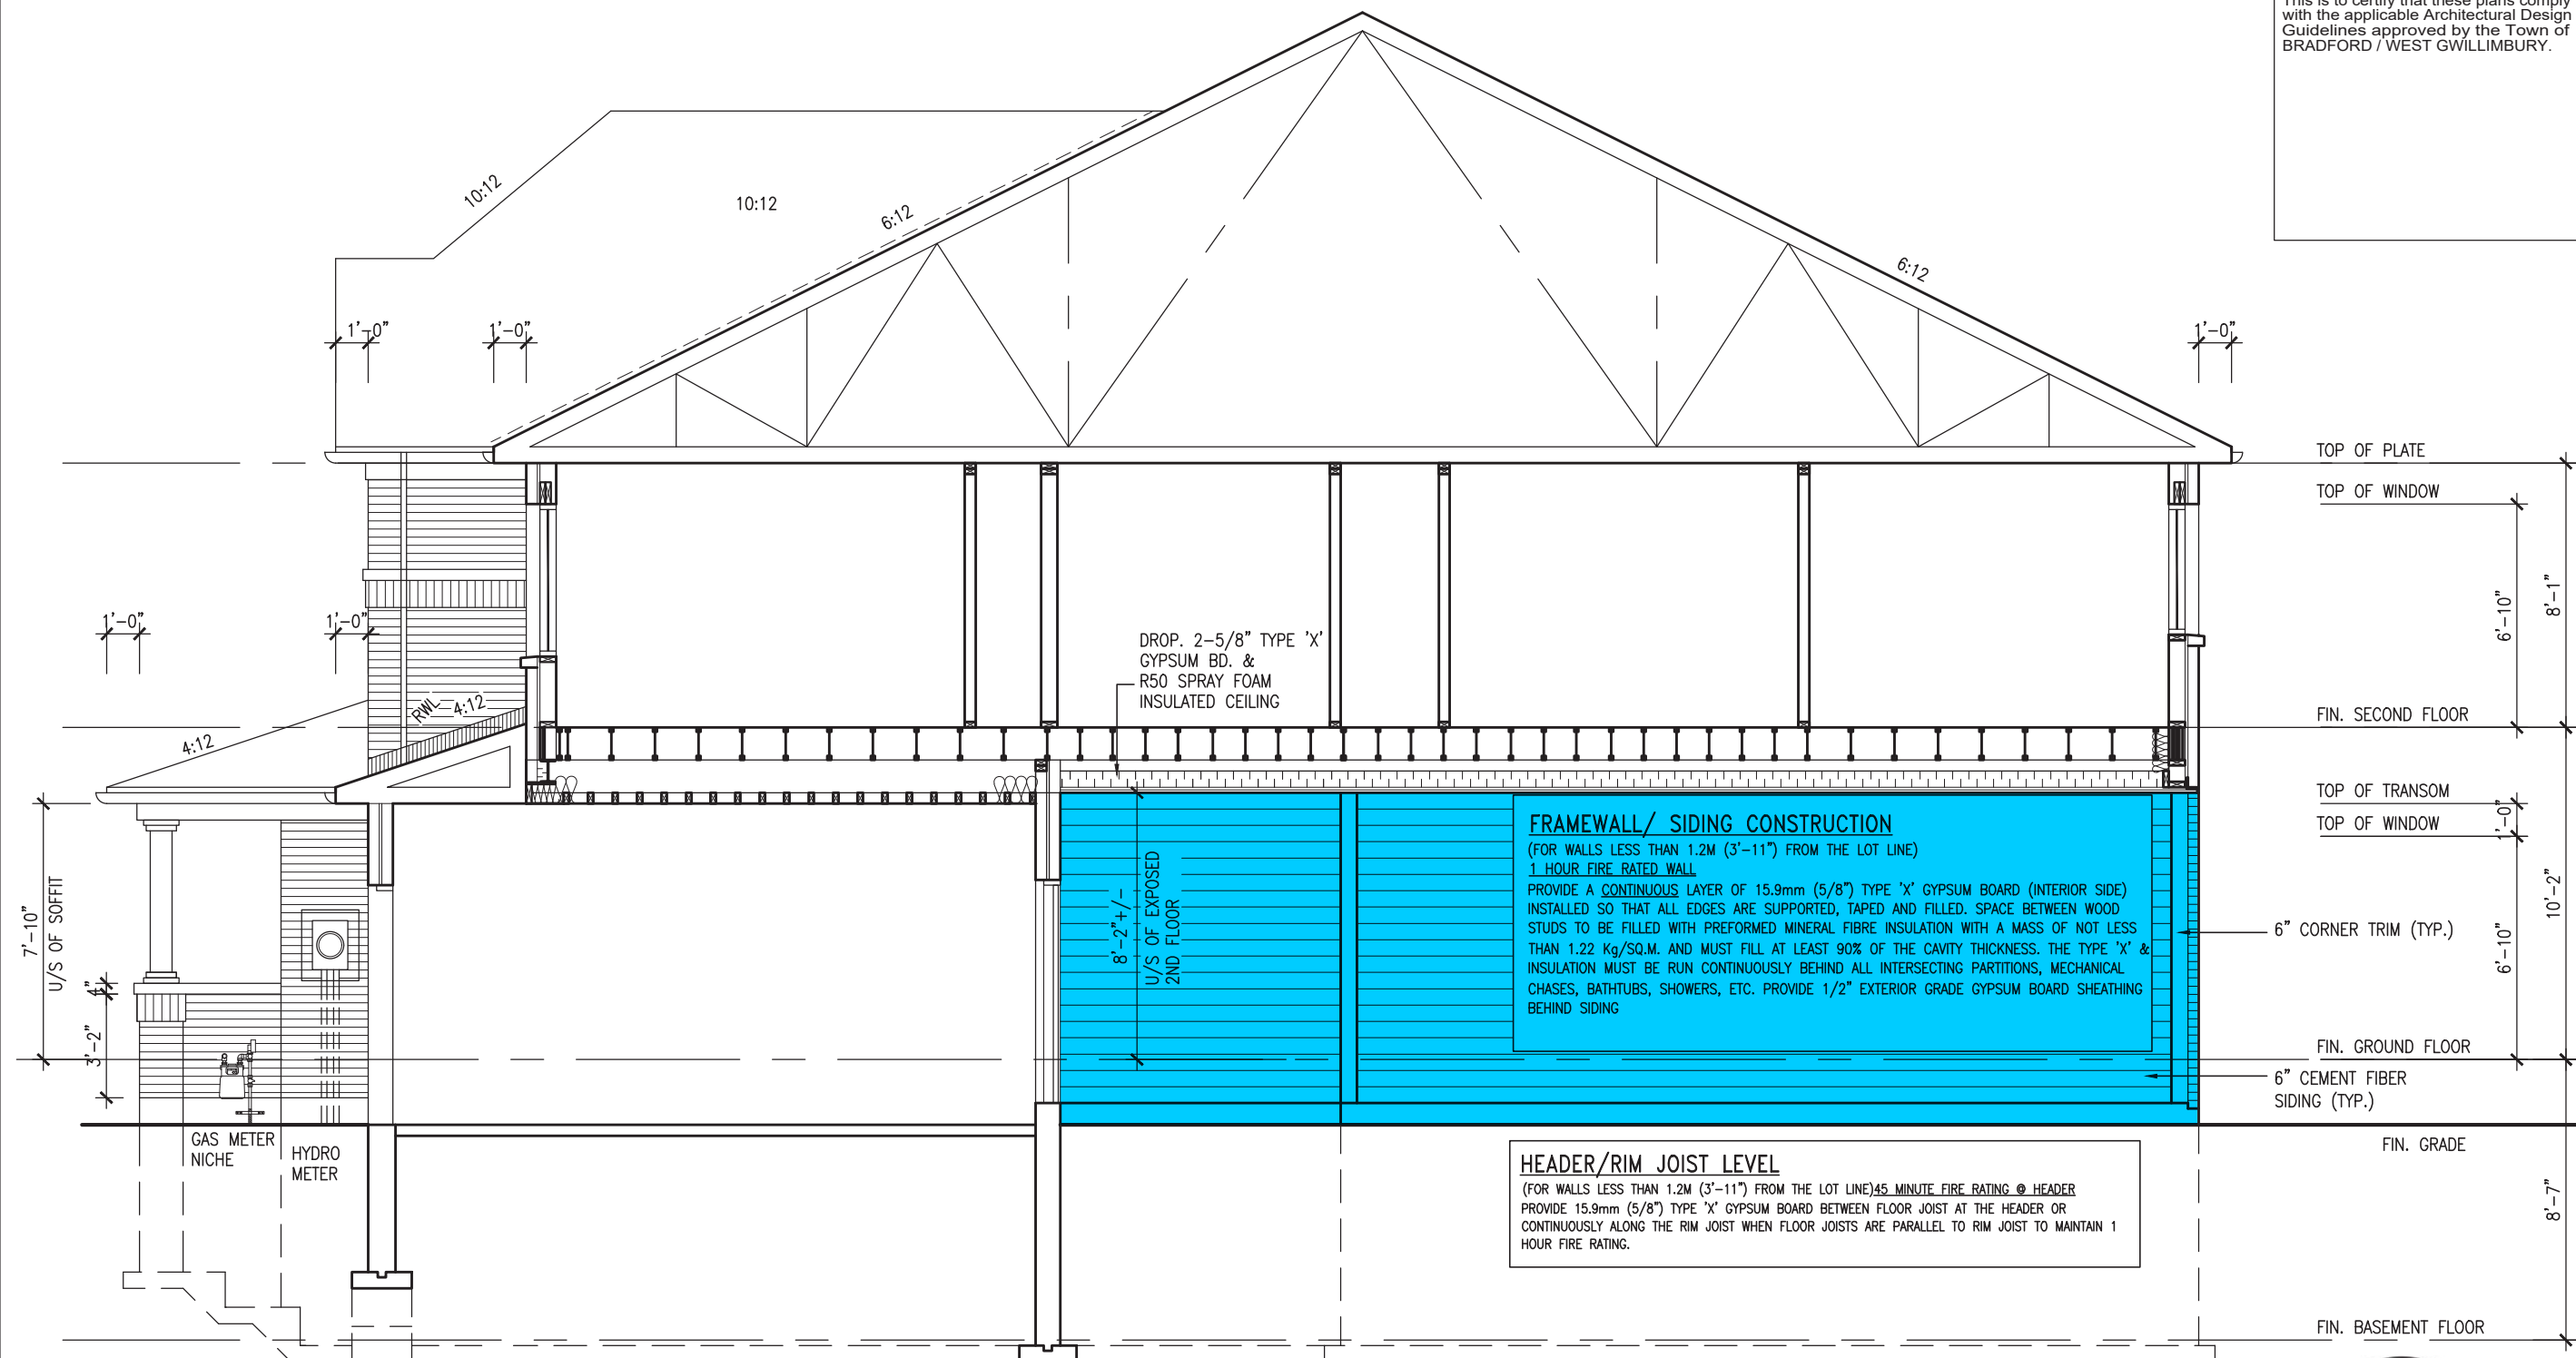 This is to certify that these plans comply
with the applicable Architectural Design
Guidelines approved by the Town of
BRADFORD / WEST GWILLIMBURY.
10:12
10:12
6:12
6:12
1'-0"
1'-0"
1'-0"
TOP OF PLATE
TOP OF WINDOW
6'-10"
8'-1"
1'-0"
1'-0"
DROP. 2-5/8" TYPE 'X'
GYPSUM BD. &
R50 SPRAY FOAM
INSULATED CEILING
RWL
4:12
4:12
FIN. SECOND FLOOR
TOP OF TRANSOM
1'-0"
TOP OF WINDOW
7'-10"
U/S OF SOFFIT
4"
3'-2"
8'-2"+/-
U/S OF EXPOSED
2ND FLOOR
FRAMEWALL/ SIDING CONSTRUCTION
(FOR WALLS LESS THAN 1.2M (3'-11") FROM THE LOT LINE)
1 HOUR FIRE RATED WALL
PROVIDE A CONTINUOUS LAYER OF 15.9mm (5/8") TYPE 'X' GYPSUM BOARD (INTERIOR SIDE)
INSTALLED SO THAT ALL EDGES ARE SUPPORTED, TAPED AND FILLED. SPACE BETWEEN WOOD
STUDS TO BE FILLED WITH PREFORMED MINERAL FIBRE INSULATION WITH A MASS OF NOT LESS
THAN 1.22 Kg/SQ.M. AND MUST FILL AT LEAST 90% OF THE CAVITY THICKNESS. THE TYPE 'X' &
INSULATION MUST BE RUN CONTINUOUSLY BEHIND ALL INTERSECTING PARTITIONS, MECHANICAL
CHASES, BATHTUBS, SHOWERS, ETC. PROVIDE 1/2" EXTERIOR GRADE GYPSUM BOARD SHEATHING
BEHIND SIDING
6'-10"
10'-2"
6" CORNER TRIM (TYP.)
FIN. GROUND FLOOR
6" CEMENT FIBER
SIDING (TYP.)
GAS METER
NICHE
HYDRO
METER
FIN. GRADE
HEADER/RIM JOIST LEVEL
(FOR WALLS LESS THAN 1.2M (3'-11") FROM THE LOT LINE)45 MINUTE FIRE RATING @ HEADER
PROVIDE 15.9mm (5/8") TYPE 'X' GYPSUM BOARD BETWEEN FLOOR JOIST AT THE HEADER OR
CONTINUOUSLY ALONG THE RIM JOIST WHEN FLOOR JOISTS ARE PARALLEL TO RIM JOIST TO MAINTAIN 1
HOUR FIRE RATING.
8'-7"
FIN. BASEMENT FLOOR